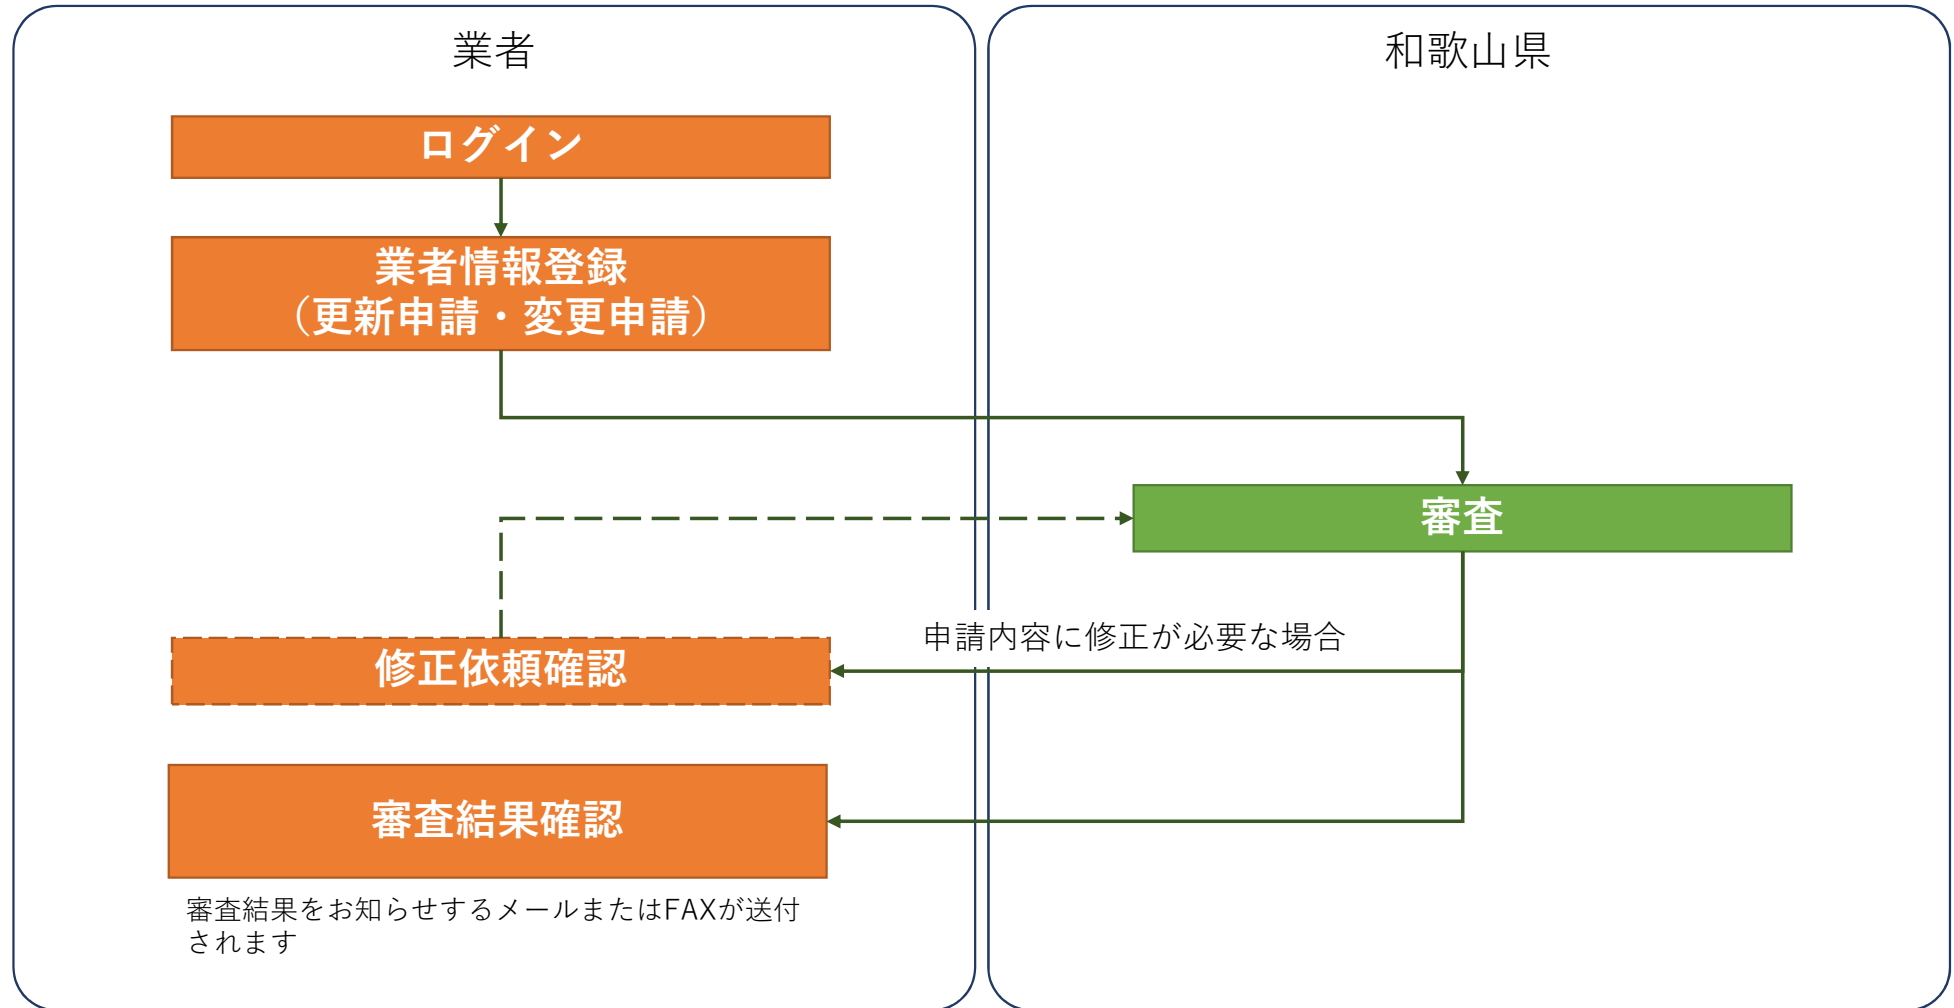 業者
和歌山県
ログイン
業者情報登録
（更新申請・変更申請）
審査
申請内容に修正が必要な場合
修正依頼確認
審査結果確認
審査結果をお知らせするメールまたはFAXが送付
されます